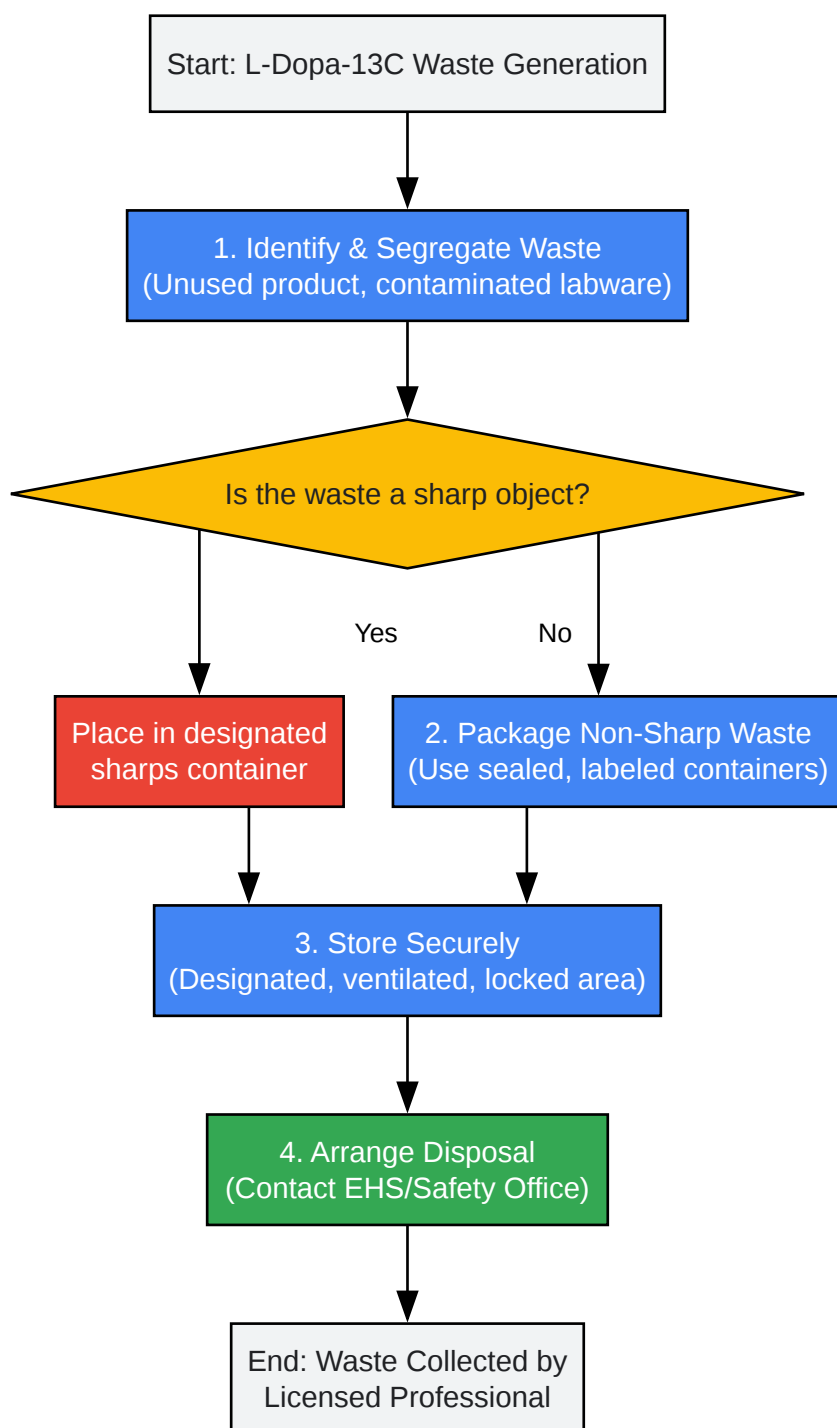 Start: L-Dopa-13C Waste Generation
1. Identify & Segregate Waste
(Unused product, contaminated labware)
Is the waste a sharp object?
Yes
No
Place in designated
sharps container
2. Package Non-Sharp Waste
(Use sealed, labeled containers)
3. Store Securely
(Designated, ventilated, locked area)
4. Arrange Disposal
(Contact EHS/Safety Office)
End: Waste Collected by
Licensed Professional